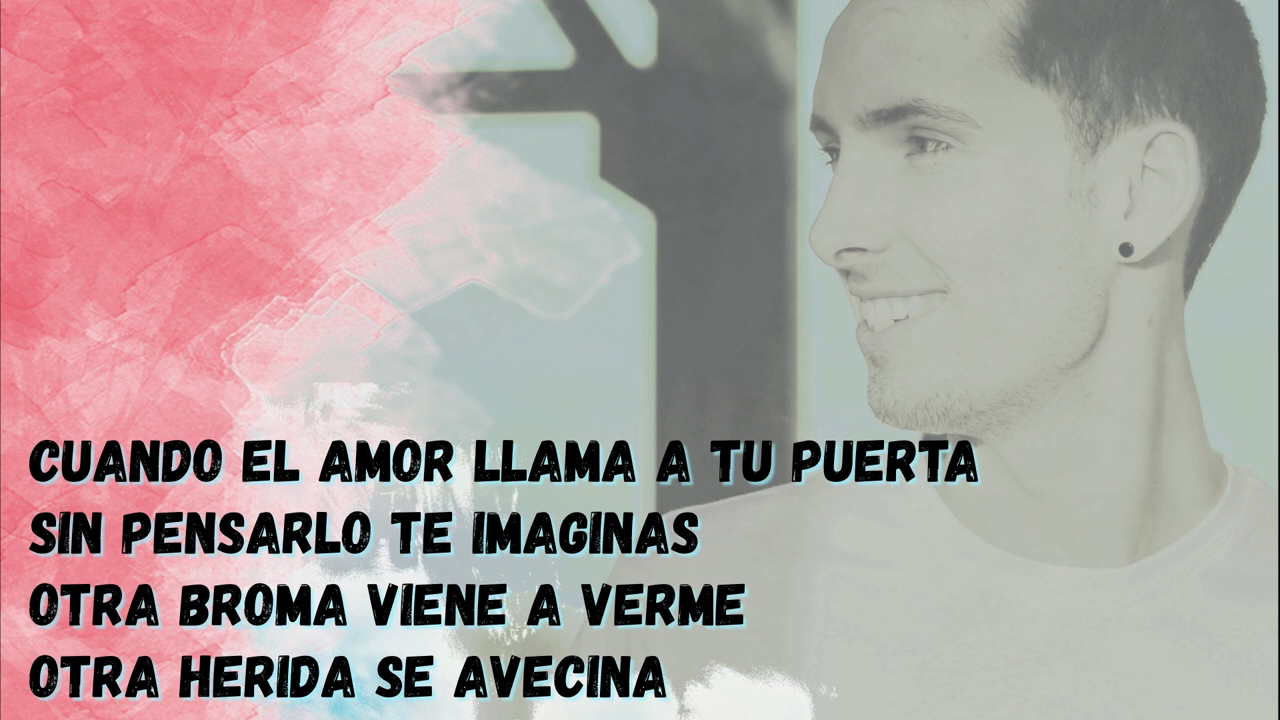 CUANDO EL AMOR LLAMA A TU PUERTA
SIN PENSARLO TE IMAGINAS
OTRA BROMA VIENE A VERME
OTRA HERIDA SE AVECINA